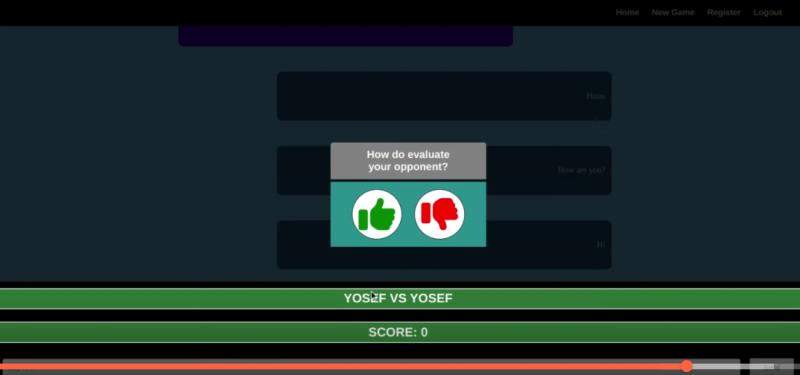 Home New Game Register Logout
How do evaluate
your opponent?
How are you?
Hi
YOSEF VS YOSEF
SCORE: 0